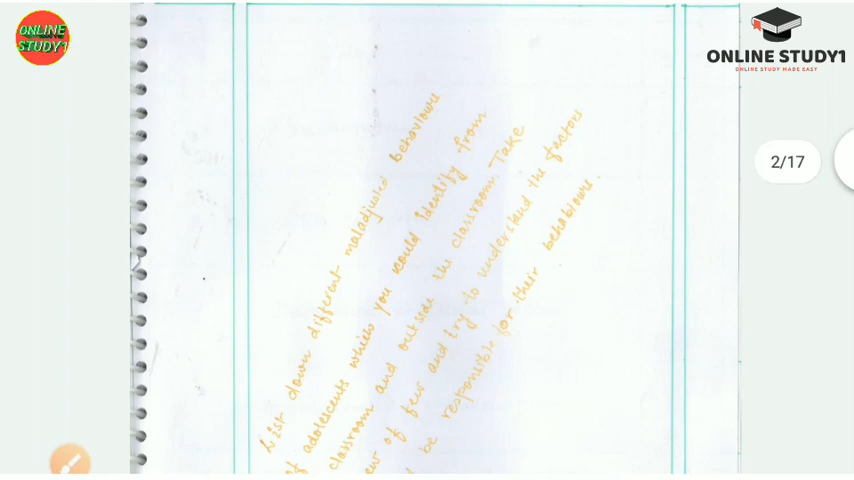 ONLINE
STUDY1
ONLINE STUDY1
ONLINE STUDY MADE EASY
2/17
List down different maladjusted behaviours
of adolescents which you could identify from
classroom and outside the classroom. Take
of few and try to understand the factors
be responsible for their behaviours.